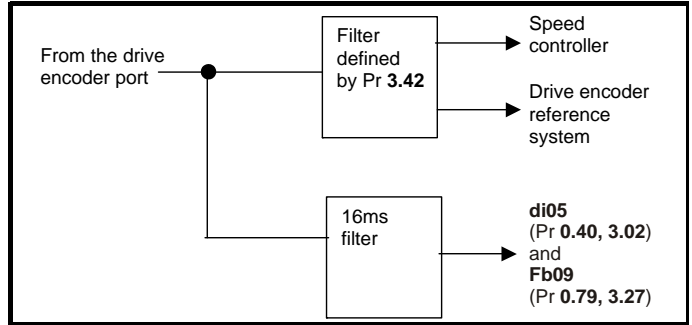 From the drive
encoder port
Filter
defined
by Pr 3.42
Speed
controller
Drive encoder
reference
system
16ms
filter
di05
(Pr 0.40, 3.02)
and
Fb09
(Pr 0.79, 3.27)